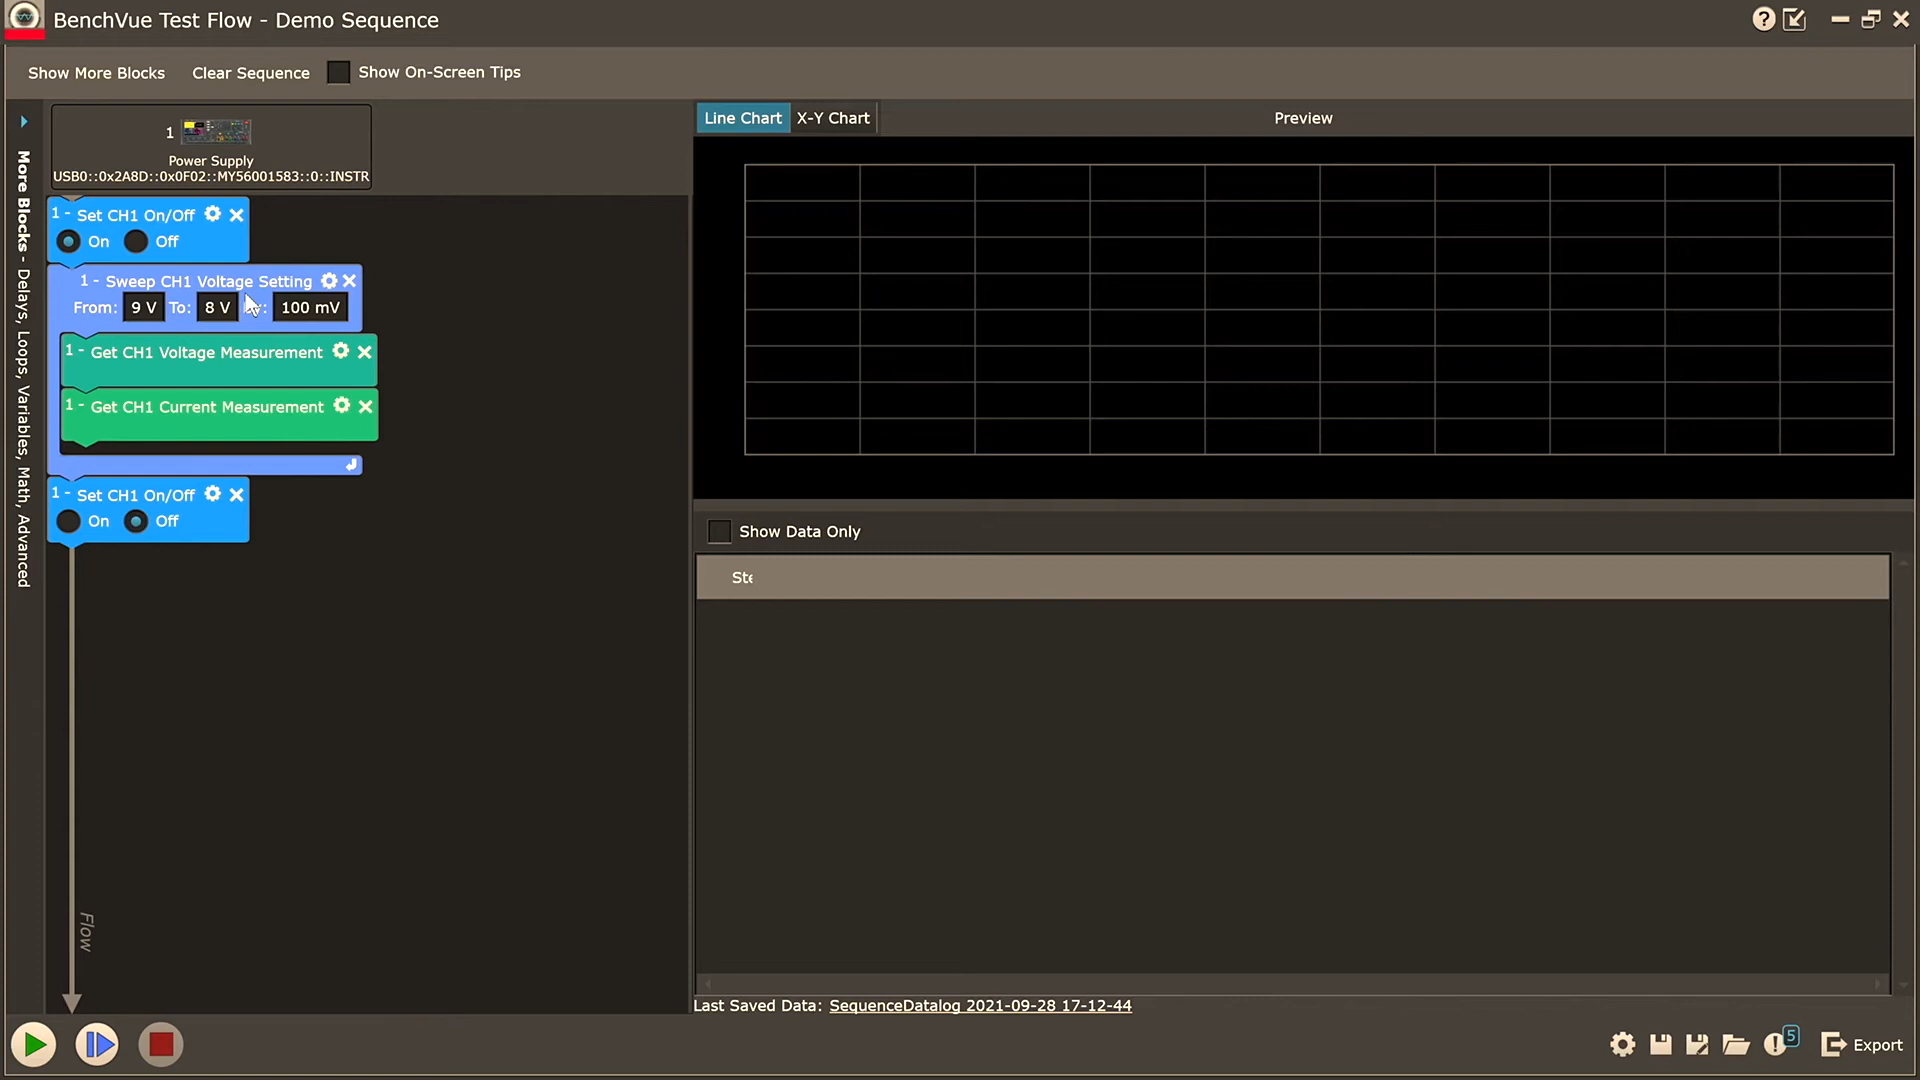 BenchVue Test Flow - Demo Sequence
Show More Blocks Clear Sequence Show On-Screen Tips
More Blocks - Delays, Loops, Variables, Math, Advanced
1
Power Supply
USB0::0x2A8D::0x0F02::MY56001583::0::INSTR
1 - Set CH1 On/Off
On Off
1 - Sweep CH1 Voltage Setting
From: 9 V To: 8 V 100 mV
1 - Get CH1 Voltage Measurement
1 - Get CH1 Current Measurement
1 - Set CH1 On/Off
On Off
Flow
Line Chart X-Y Chart Preview
Show Data Only
Ste
Last Saved Data: SequenceDatalog 2021-09-28 17-12-44
5
Export